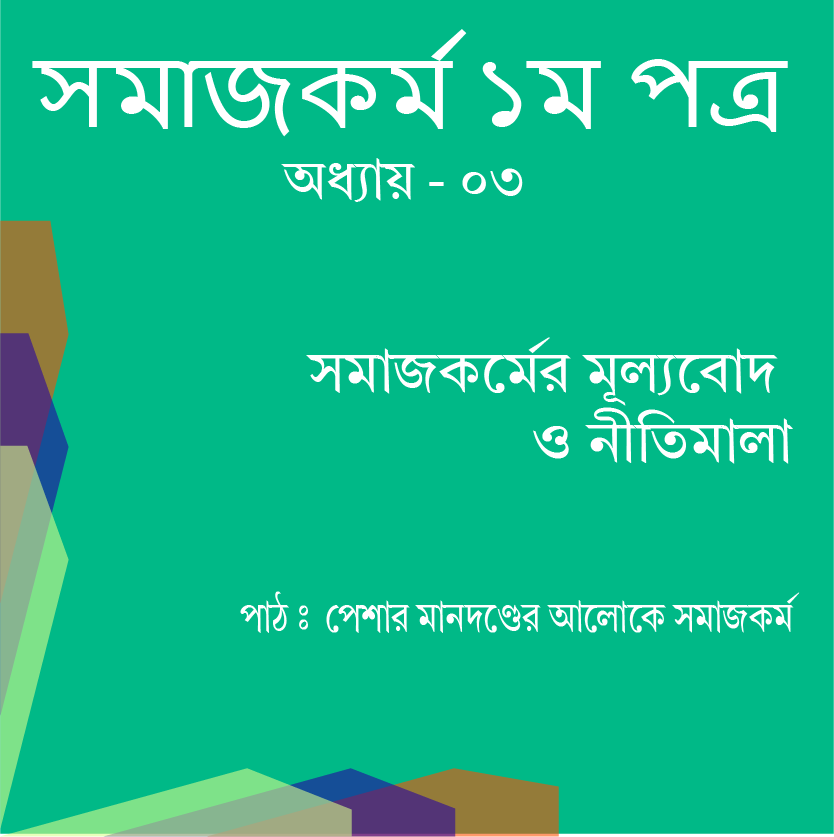 সমাজকর্ম ১ম পত্র
অধ্যায় - ০৩
সমাজকর্মের মূল্যবোদ
ও নীতিমালা
পাঠ ঃ পেশার মানদণ্ডের আলোকে সমাজকর্ম